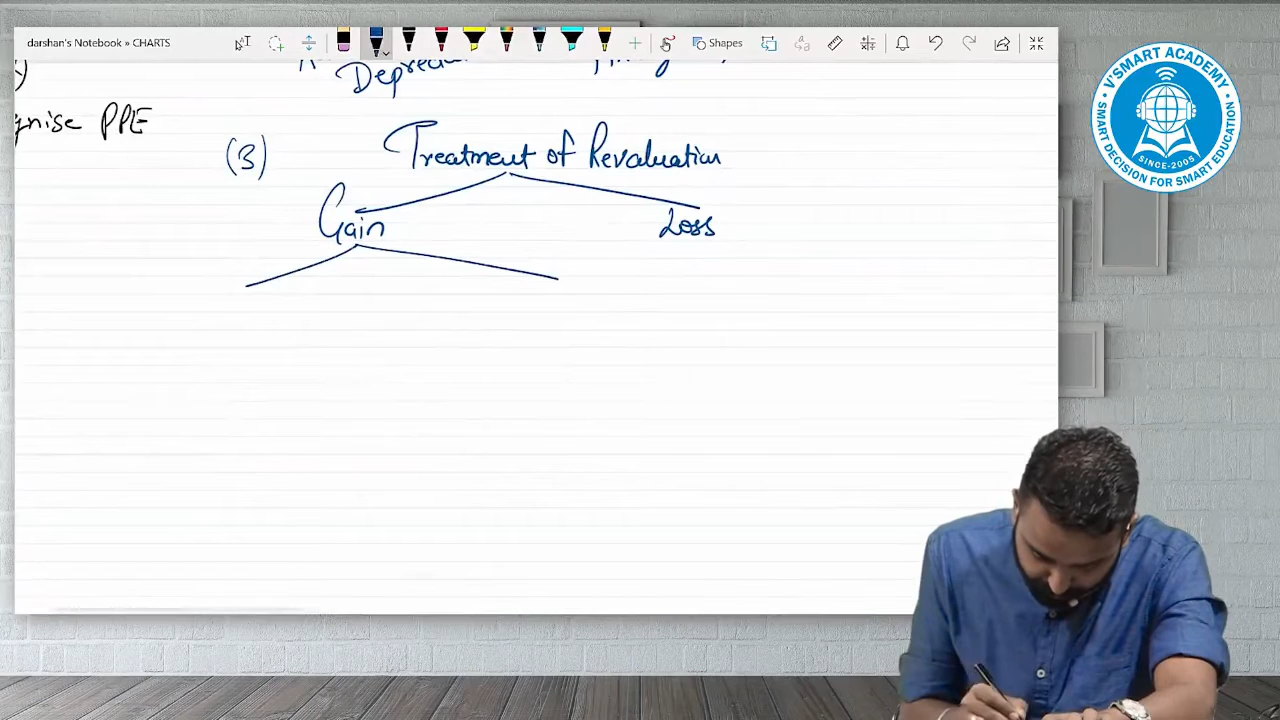 darshan's Notebook » CHARTS
Shapes
Deprecia
gnise PPE
(3) Treatment of Revaluation
Gain Loss
V'SMART ACADEMY
SMART DECISION FOR SMART EDUCATION
SINCE-2005